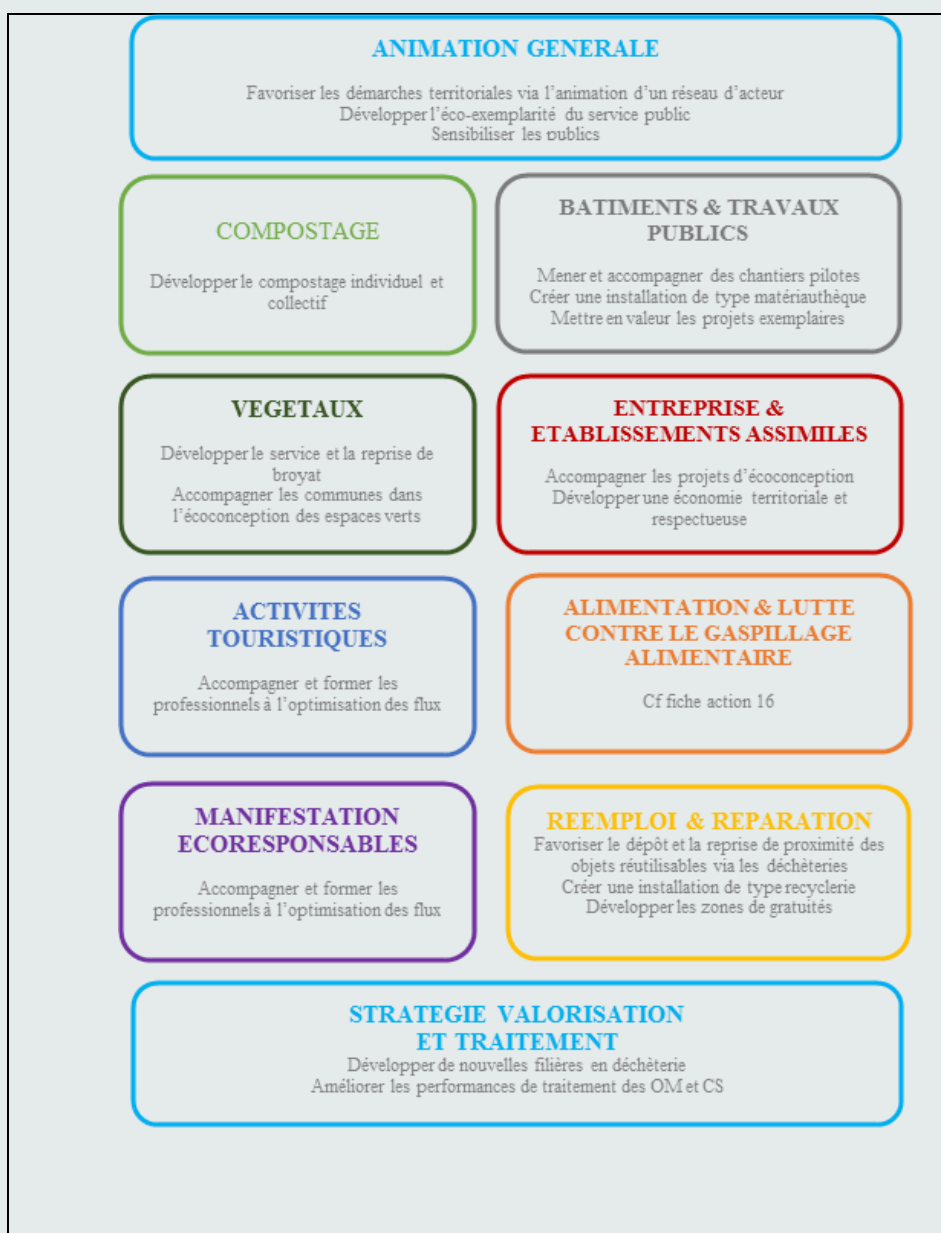 ANIMATION GENERALE
Favoriser les démarches territoriales via l’animation d’un réseau d’acteur
Développer l’éco-exemplarité du service public
Sensibiliser les publics
COMPOSTAGE
Développer le compostage individuel et
collectif
BATIMENTS & TRAVAUX
PUBLICS
Mener et accompagner des chantiers pilotes
Créer une installation de type matériauthèque
Mettre en valeur les projets exemplaires
VEGETAUX
Développer le service et la reprise de
broyat
Accompagner les communes dans
l’écoconception des espaces verts
ENTREPRISE &
ETABLISSEMENTS ASSIMILES
Accompagner les projets d’écoconception
Développer une économie territoriale et
respectueuse
ACTIVITES
TOURISTIQUES
Accompagner et former les
professionnels à l’optimisation des flux
ALIMENTATION & LUTTE
CONTRE LE GASPILLAGE
ALIMENTAIRE
Cf fiche action 16
MANIFESTATION
ECORESPONSABLES
Accompagner et former les
professionnels à l’optimisation des flux
REEMPLOI & REPARATION
Favoriser le dépôt et la reprise de proximité des
objets réutilisables via les déchèteries
Créer une installation de type recyclerie
Développer les zones de gratuités
STRATEGIE VALORISATION
ET TRAITEMENT
Développer de nouvelles filières en déchèterie
Améliorer les performances de traitement des OM et CS